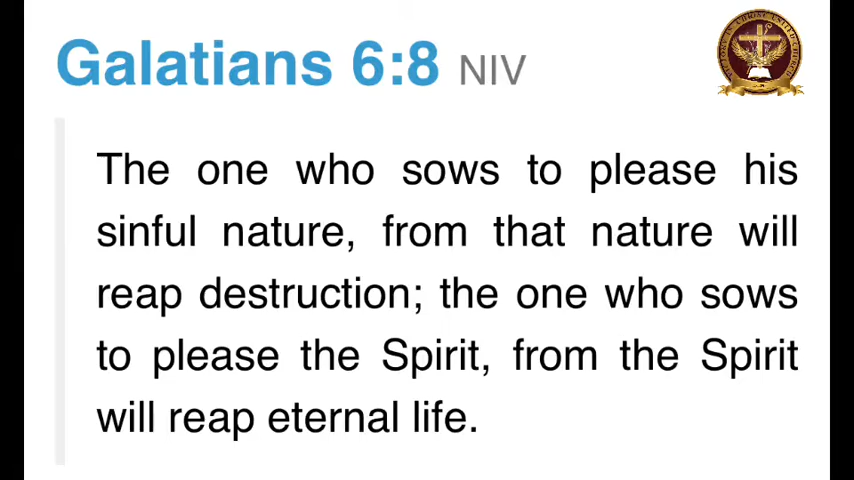 Galatians 6:8 NIV
The one who sows to please his
sinful nature, from that nature will
reap destruction; the one who sows
to please the Spirit, from the Spirit
will reap eternal life.